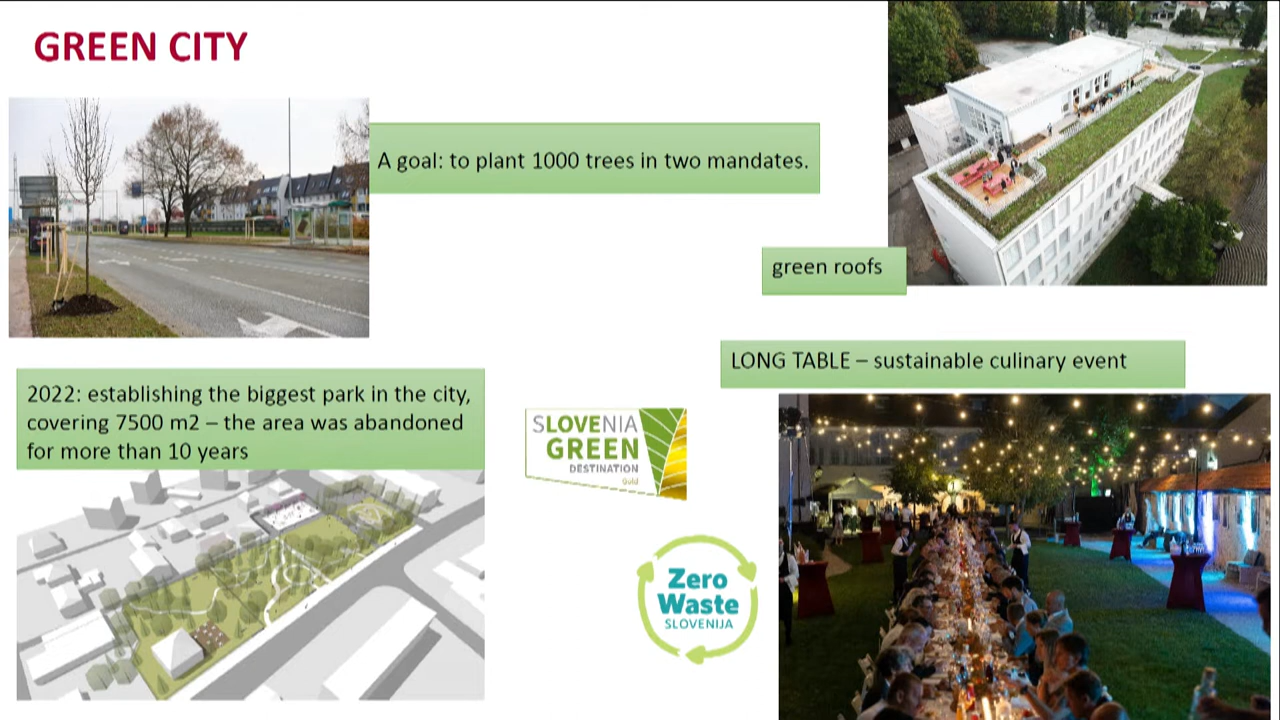 GREEN CITY
A goal: to plant 1000 trees in two mandates.
green roofs
LONG TABLE – sustainable culinary event
2022: establishing the biggest park in the city,
covering 7500 m2 – the area was abandoned
for more than 10 years
SLOVENIA
GREEN
DESTINATION
Gold
Zero
Waste
SLOVENIJA